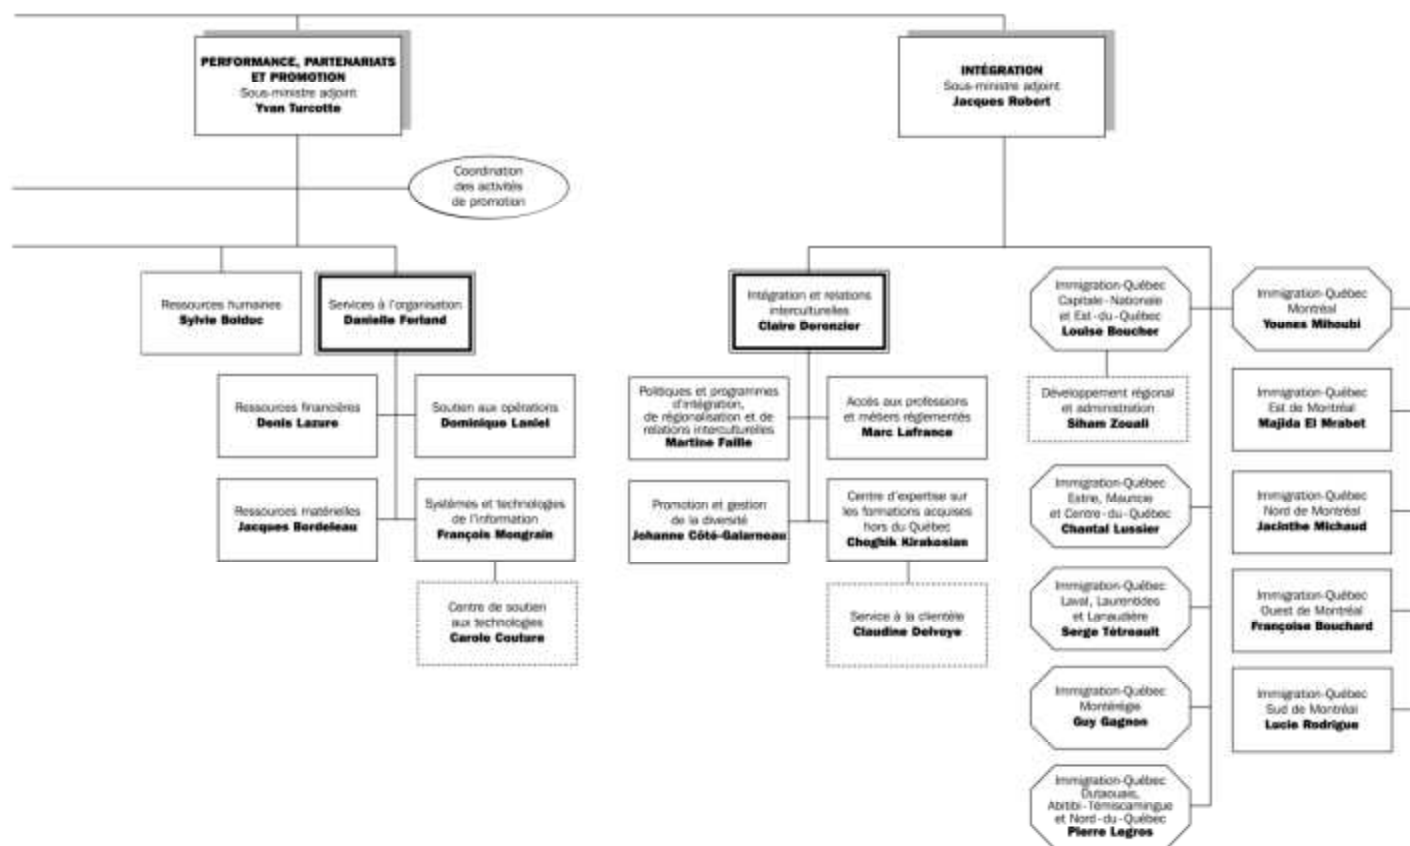 PERFORMANCE, PARTENARIATS
ET PROMOTION
Sous-ministre adjoint
Yvan Turcotte
INTÉGRATION
Sous-ministre adjoint
Jacques Robert
Coordination
des activités
de promotion
Ressources humaines
Sylvie Bolduc
Services à l'organisation
Danielle Ferland
Ressources financières
Denis Lazure
Soutien aux opérations
Dominique Laniel
Ressources matérielles
Jacques Bordeleau
Systèmes et technologies
de l'information
François Mongrain
Centre de soutien
aux technologies
Carole Couture
Intégration et relations
interculturelles
Claire Deronzier
Politiques et programmes
d'intégration,
de régionalisation et de
relations interculturelles
Martine Faille
Accès aux professions
et métiers réglementés
Marc Lafrance
Promotion et gestion
de la diversité
Johanne Côté-Galarneau
Centre d'expertise sur
les formations acquises
hors du Québec
Choghik Kirakosian
Service à la clientèle
Claudine Delvoye
Immigration-Québec
Capitale-Nationale
et Est-du-Québec
Louise Boucher
Développement régional
et administration
Siham Zouali
Immigration-Québec
Estrie, Mauricie
et Centre-du-Québec
Chantal Lussier
Immigration-Québec
Laval, Laurentides
et Lanaudière
Serge Tétreault
Immigration-Québec
Montérégie
Guy Gagnon
Immigration-Québec
Outaouais,
Abitibi-Témiscamingue
et Nord-du-Québec
Pierre Legros
Immigration-Québec
Montréal
Younes Mihoubi
Immigration-Québec
Est de Montréal
Majida El Mrabet
Immigration-Québec
Nord de Montréal
Jacinthe Michaud
Immigration-Québec
Ouest de Montréal
Françoise Bouchard
Immigration-Québec
Sud de Montréal
Lucie Rodrigue